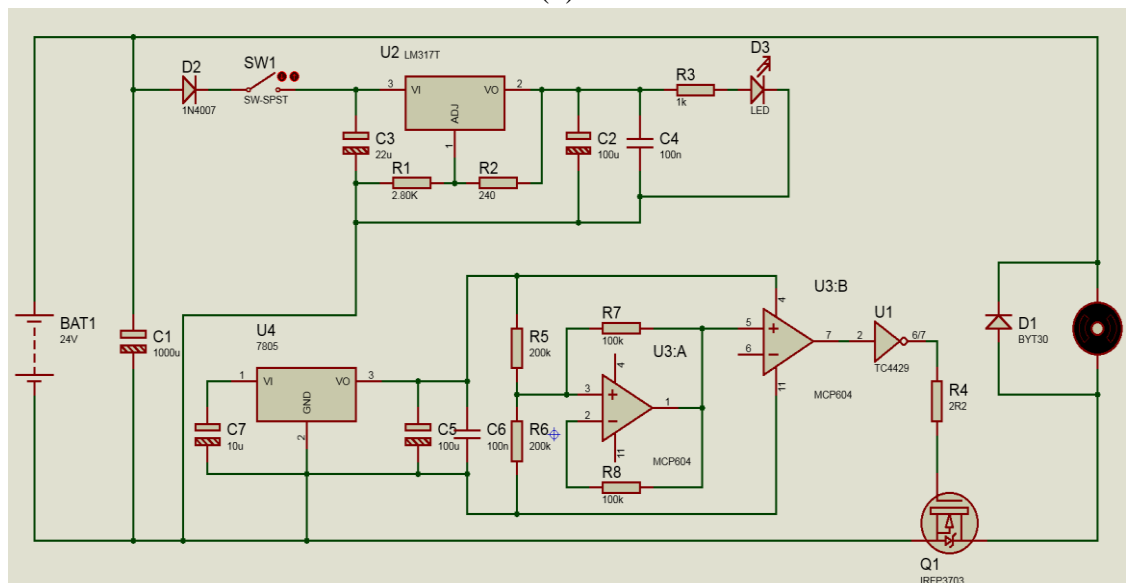 U2 LM317T
D2
1N4007
SW1
SW-SPST
3
VI
VO
2
ADJ
1
R3
1k
D3
LED
C3
22u
R1
2.80K
R2
240
C2
100u
C4
100n
BAT1
24V
C1
1000u
U4
7805
1
VI
VO
3
GND
2
C7
10u
C5
100u
C6
100n
R5
200k
R6
200k
R7
100k
U3:A
4
3
2
1
11
MCP604
R8
100k
U3:B
4
5
6
7
11
MCP604
U1
2
6/7
TC4429
R4
2R2
D1
BYT30
Q1
IRFP3703